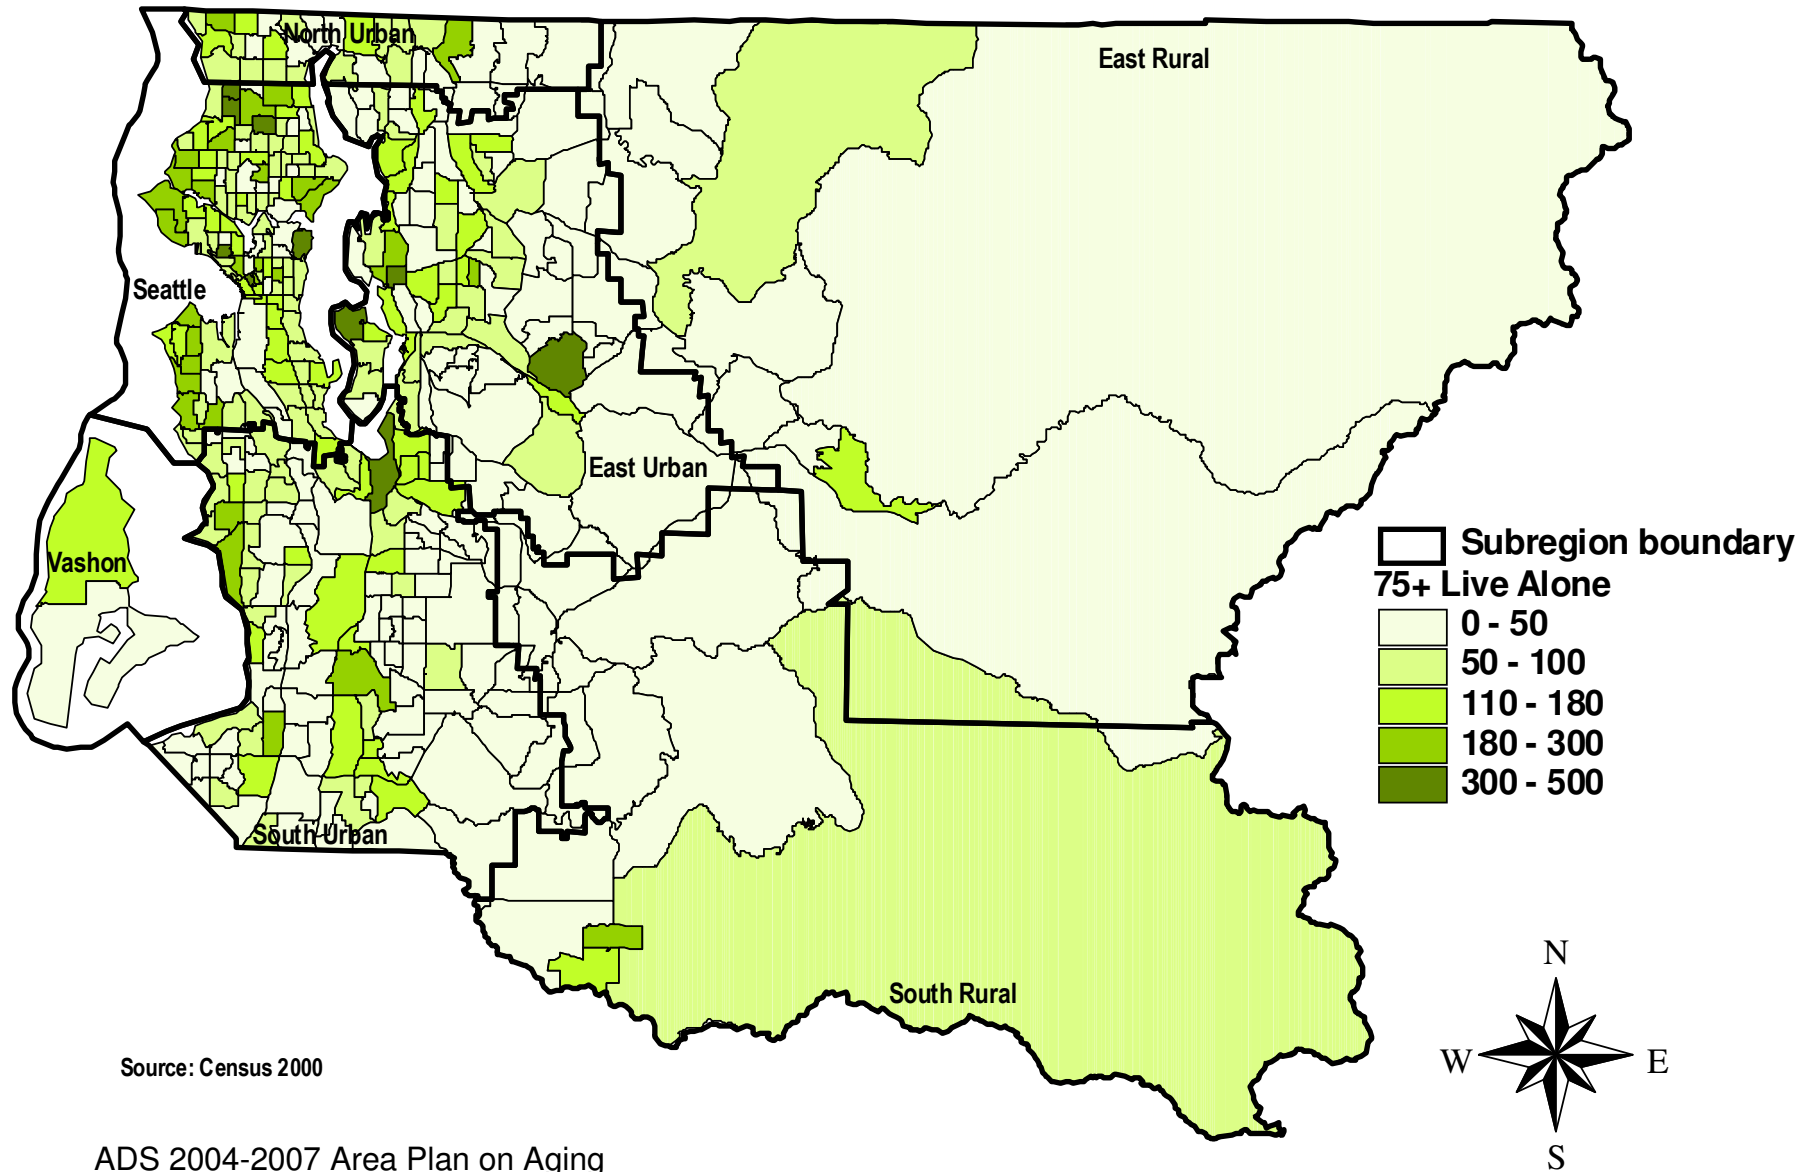 North Urban
East Rural
Seattle
East Urban
Vashon
Subregion boundary
75+ Live Alone
0 - 50
50 - 100
110 - 180
180 - 300
300 - 500
South Urban
South Rural
N
W
E
S
Source: Census 2000
ADS 2004-2007 Area Plan on Aging